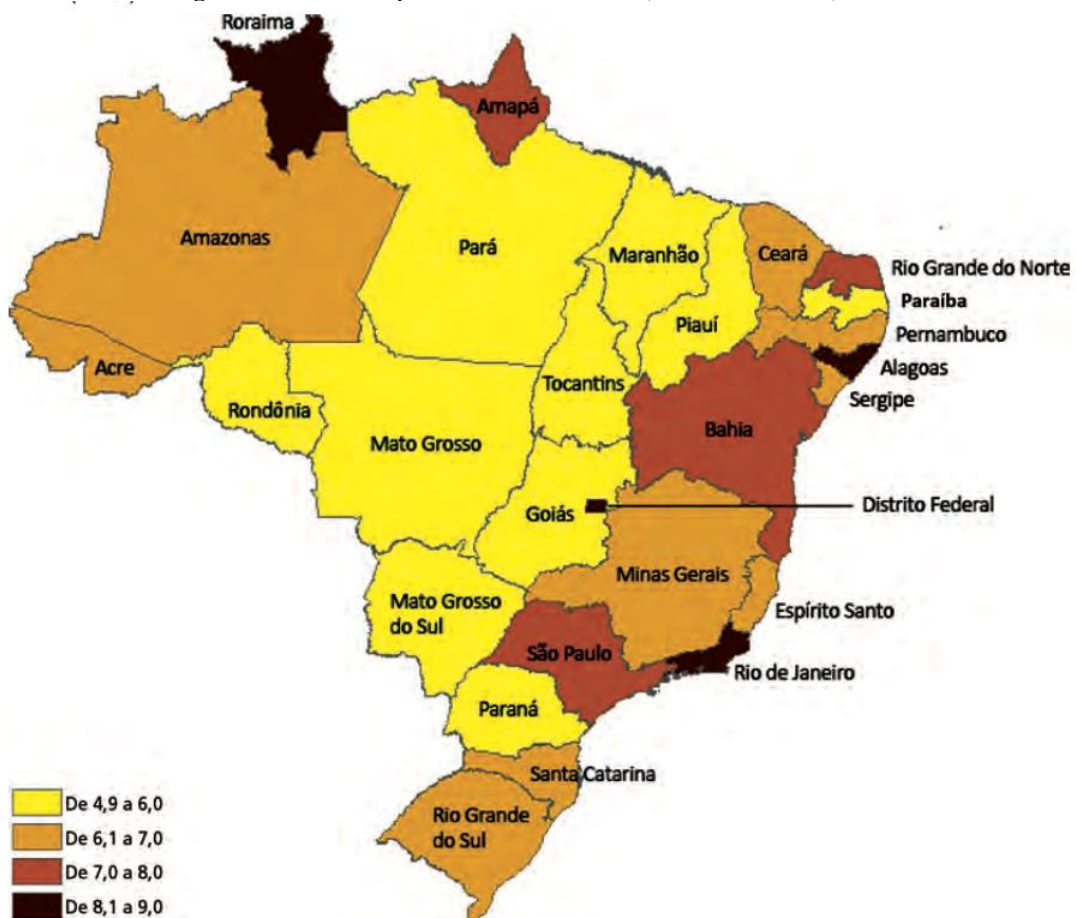 Roraima
Amapá
Amazonas
Pará
Maranhão
Ceará
Rio Grande do Norte
Paraíba
Piauí
Pernambuco
Acre
Alagoas
Tocantins
Sergipe
Rondônia
Bahia
Mato Grosso
Distrito Federal
Goiás
Minas Gerais
Mato Grosso
do Sul
Espírito Santo
São Paulo
Rio de Janeiro
Paraná
Santa Catarina
Rio Grande
do Sul
De 4,9 a 6,0
De 6,1 a 7,0
De 7,0 a 8,0
De 8,1 a 9,0